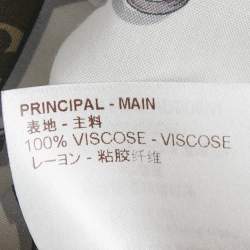 PRINCIPAL - MAIN
表地 - 主料
100% VISCOSE - VISCOSE
レーヨン - 粘胶纤维